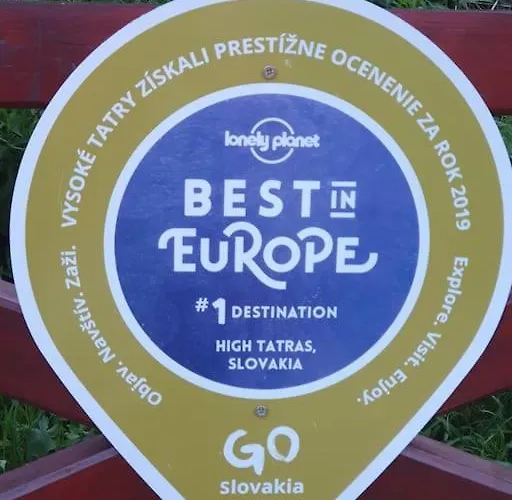 VYSOKÉ TATRY ZÍSKALI PRESTÍŽNE OCENENIE ZA ROK 2019
lonely planet
BEST IN
EUROPE
#1 DESTINATION
HIGH TATRAS,
SLOVAKIA
Objav. Navštív. Zaži.
Explore. Visit. Enjoy.
GO
slovakia